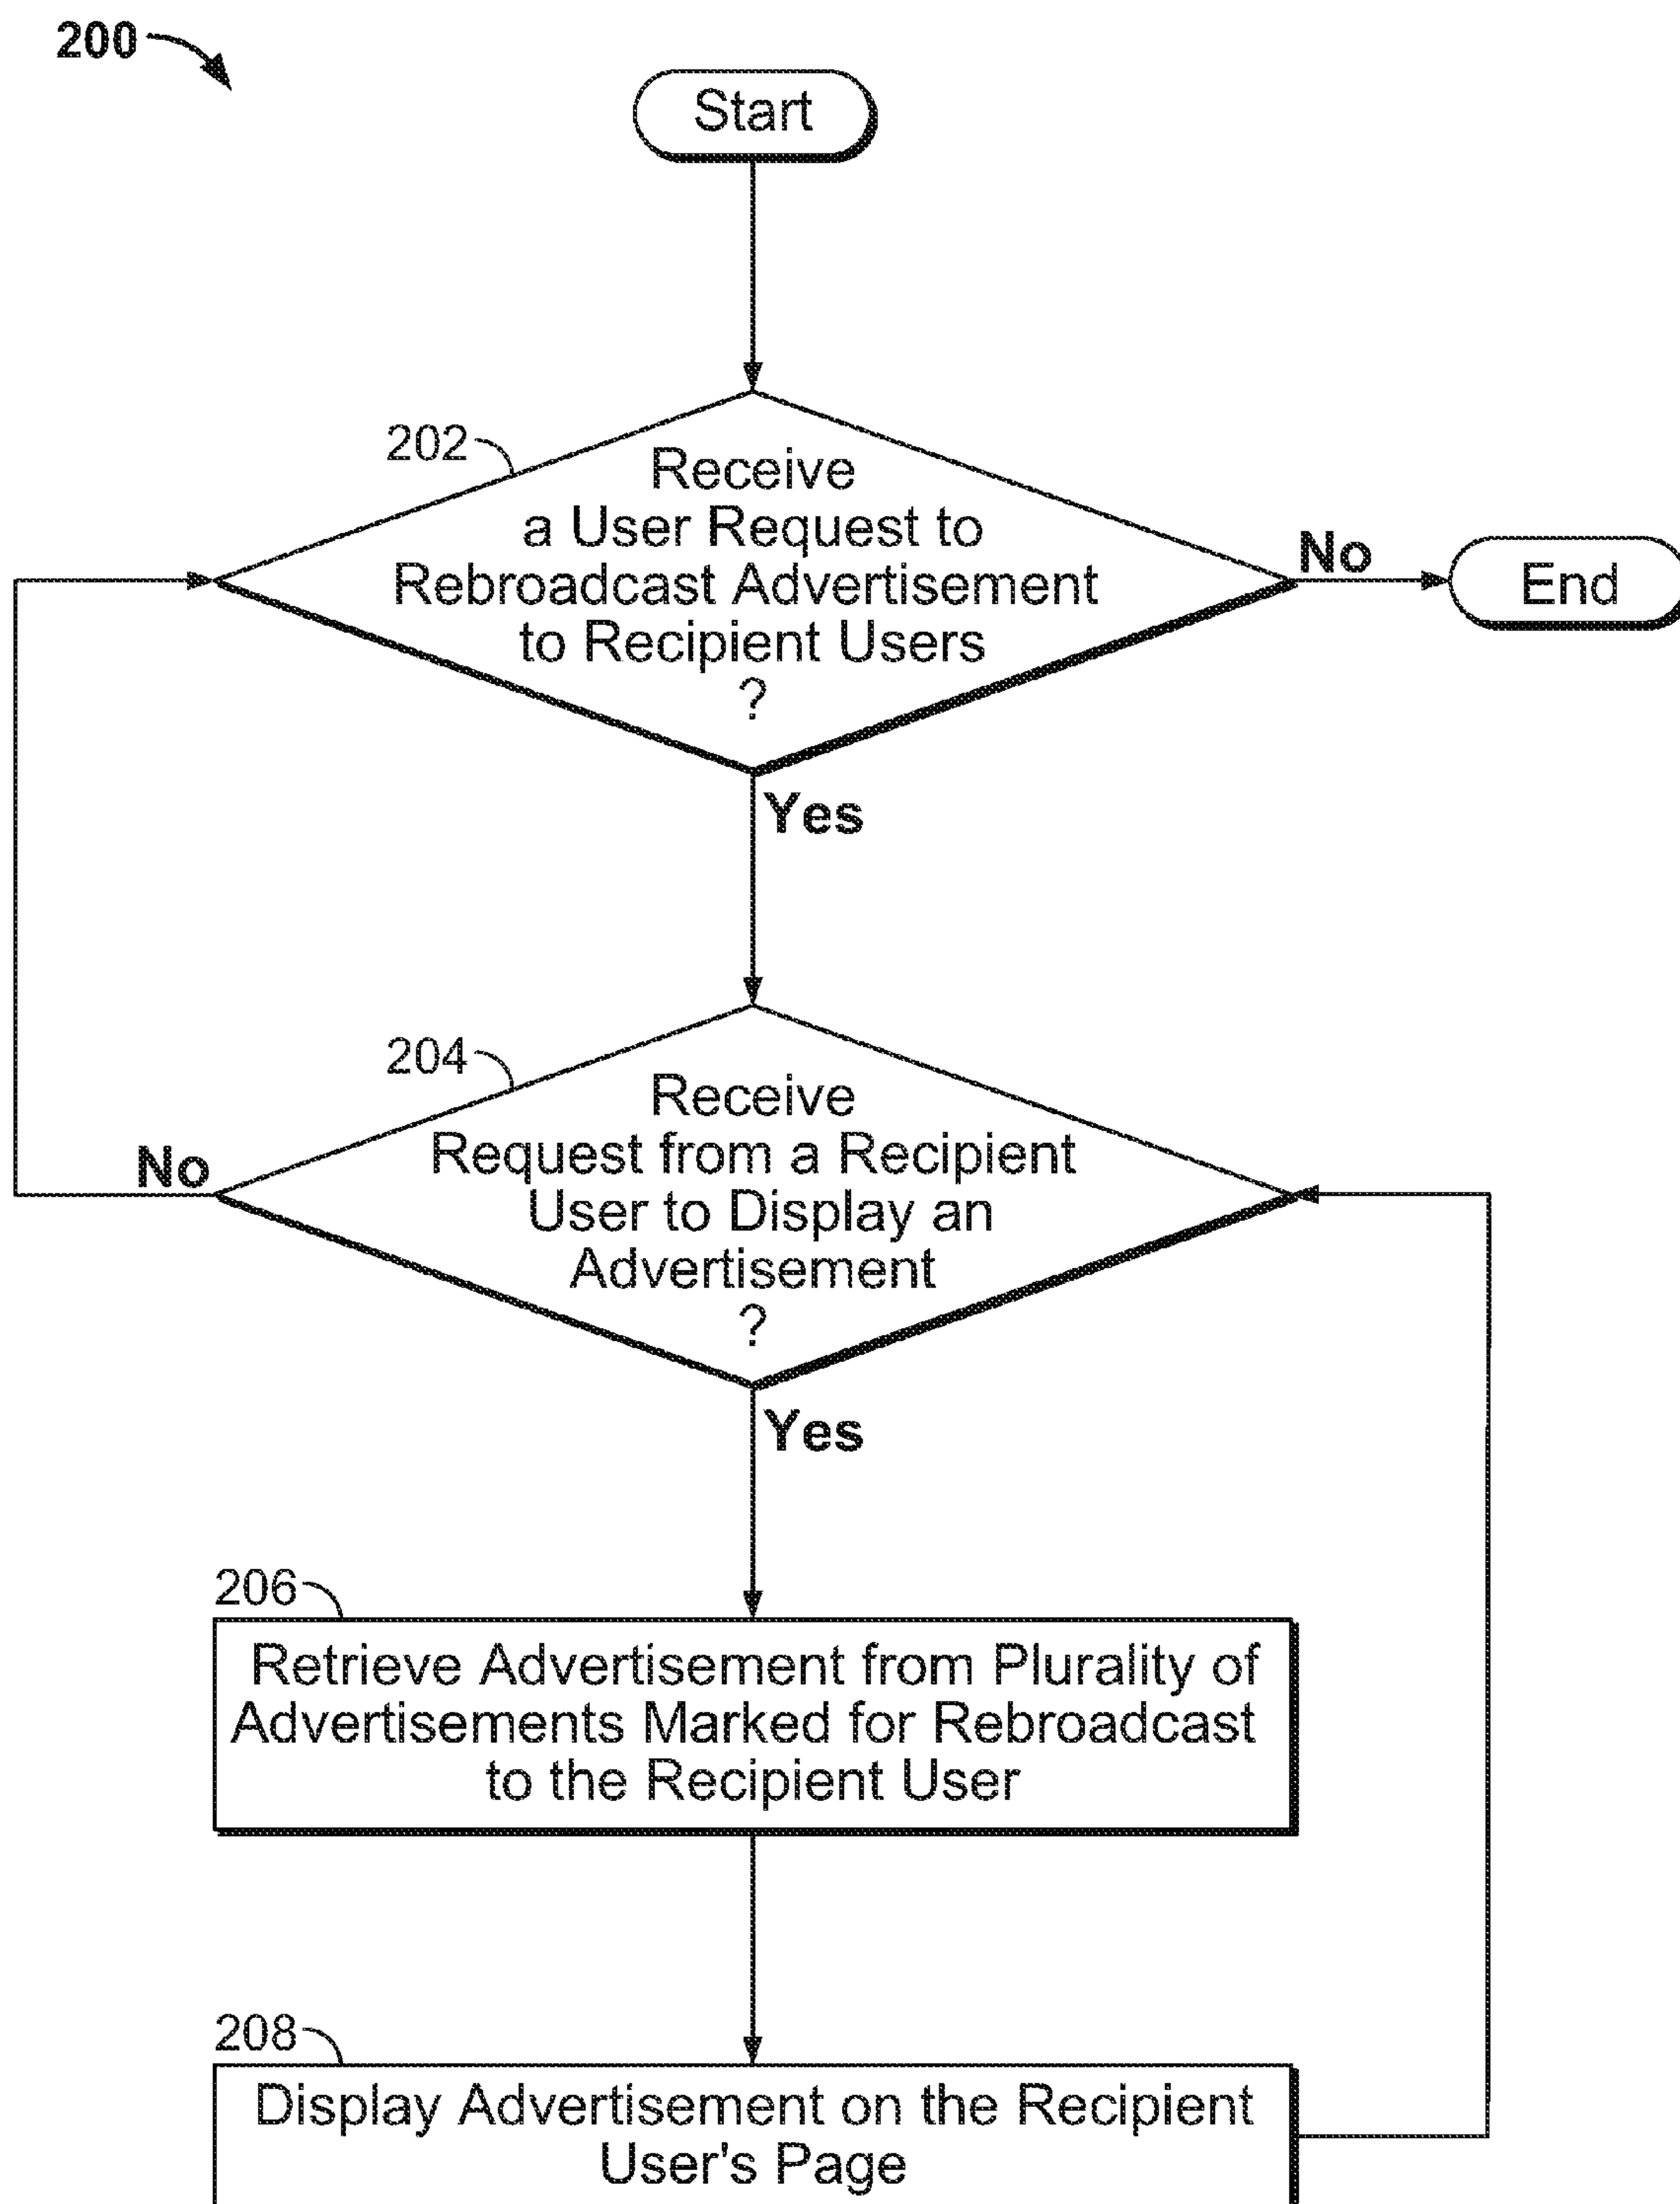 200
Start
202
Receive
a User Request to
Rebroadcast Advertisement
to Recipient Users
?
No
End
Yes
204
Receive
Request from a Recipient
User to Display an
Advertisement
?
No
Yes
206
Retrieve Advertisement from Plurality of
Advertisements Marked for Rebroadcast
to the Recipient User
208
Display Advertisement on the Recipient
User's Page